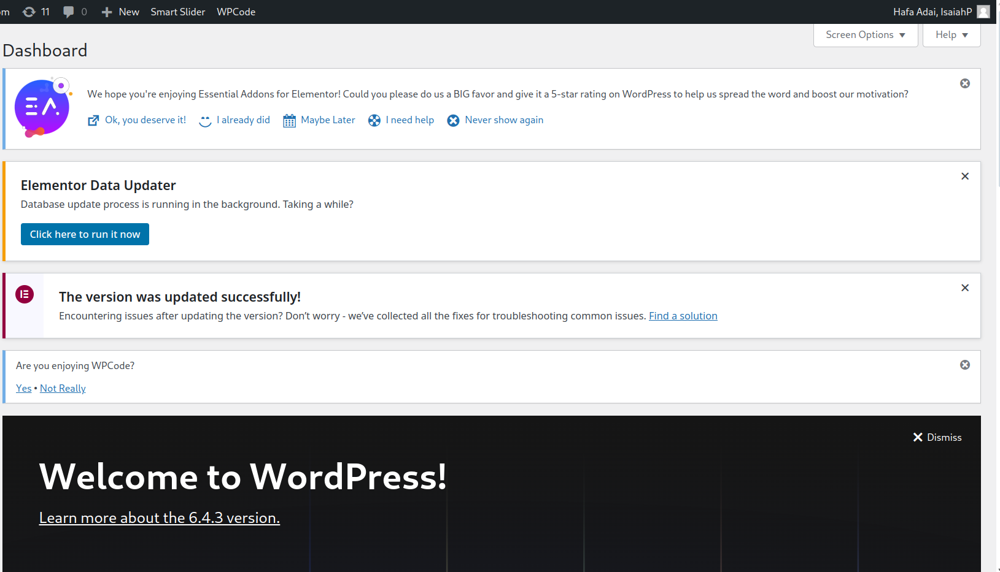 om 11 0 New Smart Slider WPCode Hafa Adai, IsaiahP
Screen Options Help
Dashboard
We hope you're enjoying Essential Addons for Elementor! Could you please do us a BIG favor and give it a 5-star rating on WordPress to help us spread the word and boost our motivation?
Ok, you deserve it! I already did Maybe Later I need help Never show again
Elementor Data Updater
Database update process is running in the background. Taking a while?
Click here to run it now
The version was updated successfully!
Encountering issues after updating the version? Don’t worry - we’ve collected all the fixes for troubleshooting common issues. Find a solution
Are you enjoying WPCode?
Yes • Not Really
Dismiss
Welcome to WordPress!
Learn more about the 6.4.3 version.